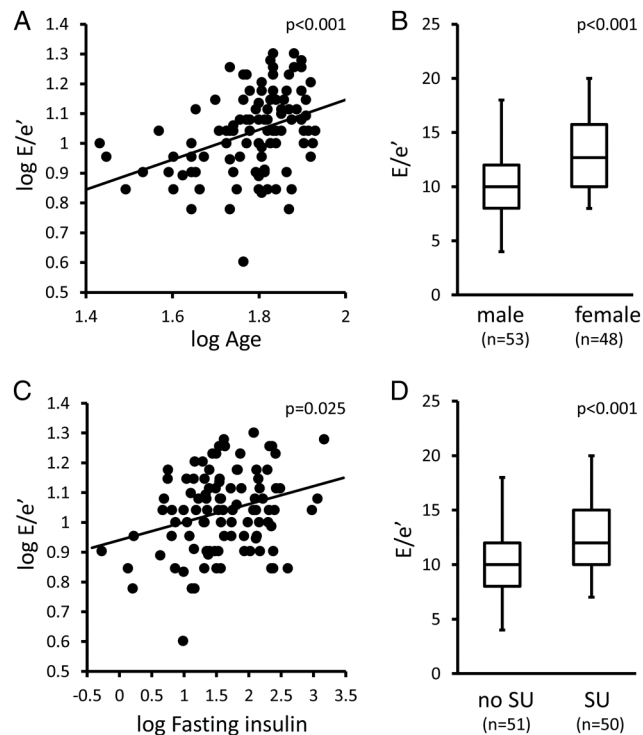 A
p<0.001
log E/e'
1.4
1.3
1.2
1.1
1
0.9
0.8
0.7
0.6
0.5
1.4
1.6
1.8
2
log Age
B
p<0.001
E/e'
25
20
15
10
5
0
male
female
(n=53)
(n=48)
C
p=0.025
log E/e'
1.4
1.3
1.2
1.1
1
0.9
0.8
0.7
0.6
0.5
-0.5
0
0.5
1
1.5
2
2.5
3
3.5
log Fasting insulin
D
p<0.001
E/e'
25
20
15
10
5
0
no SU
SU
(n=51)
(n=50)